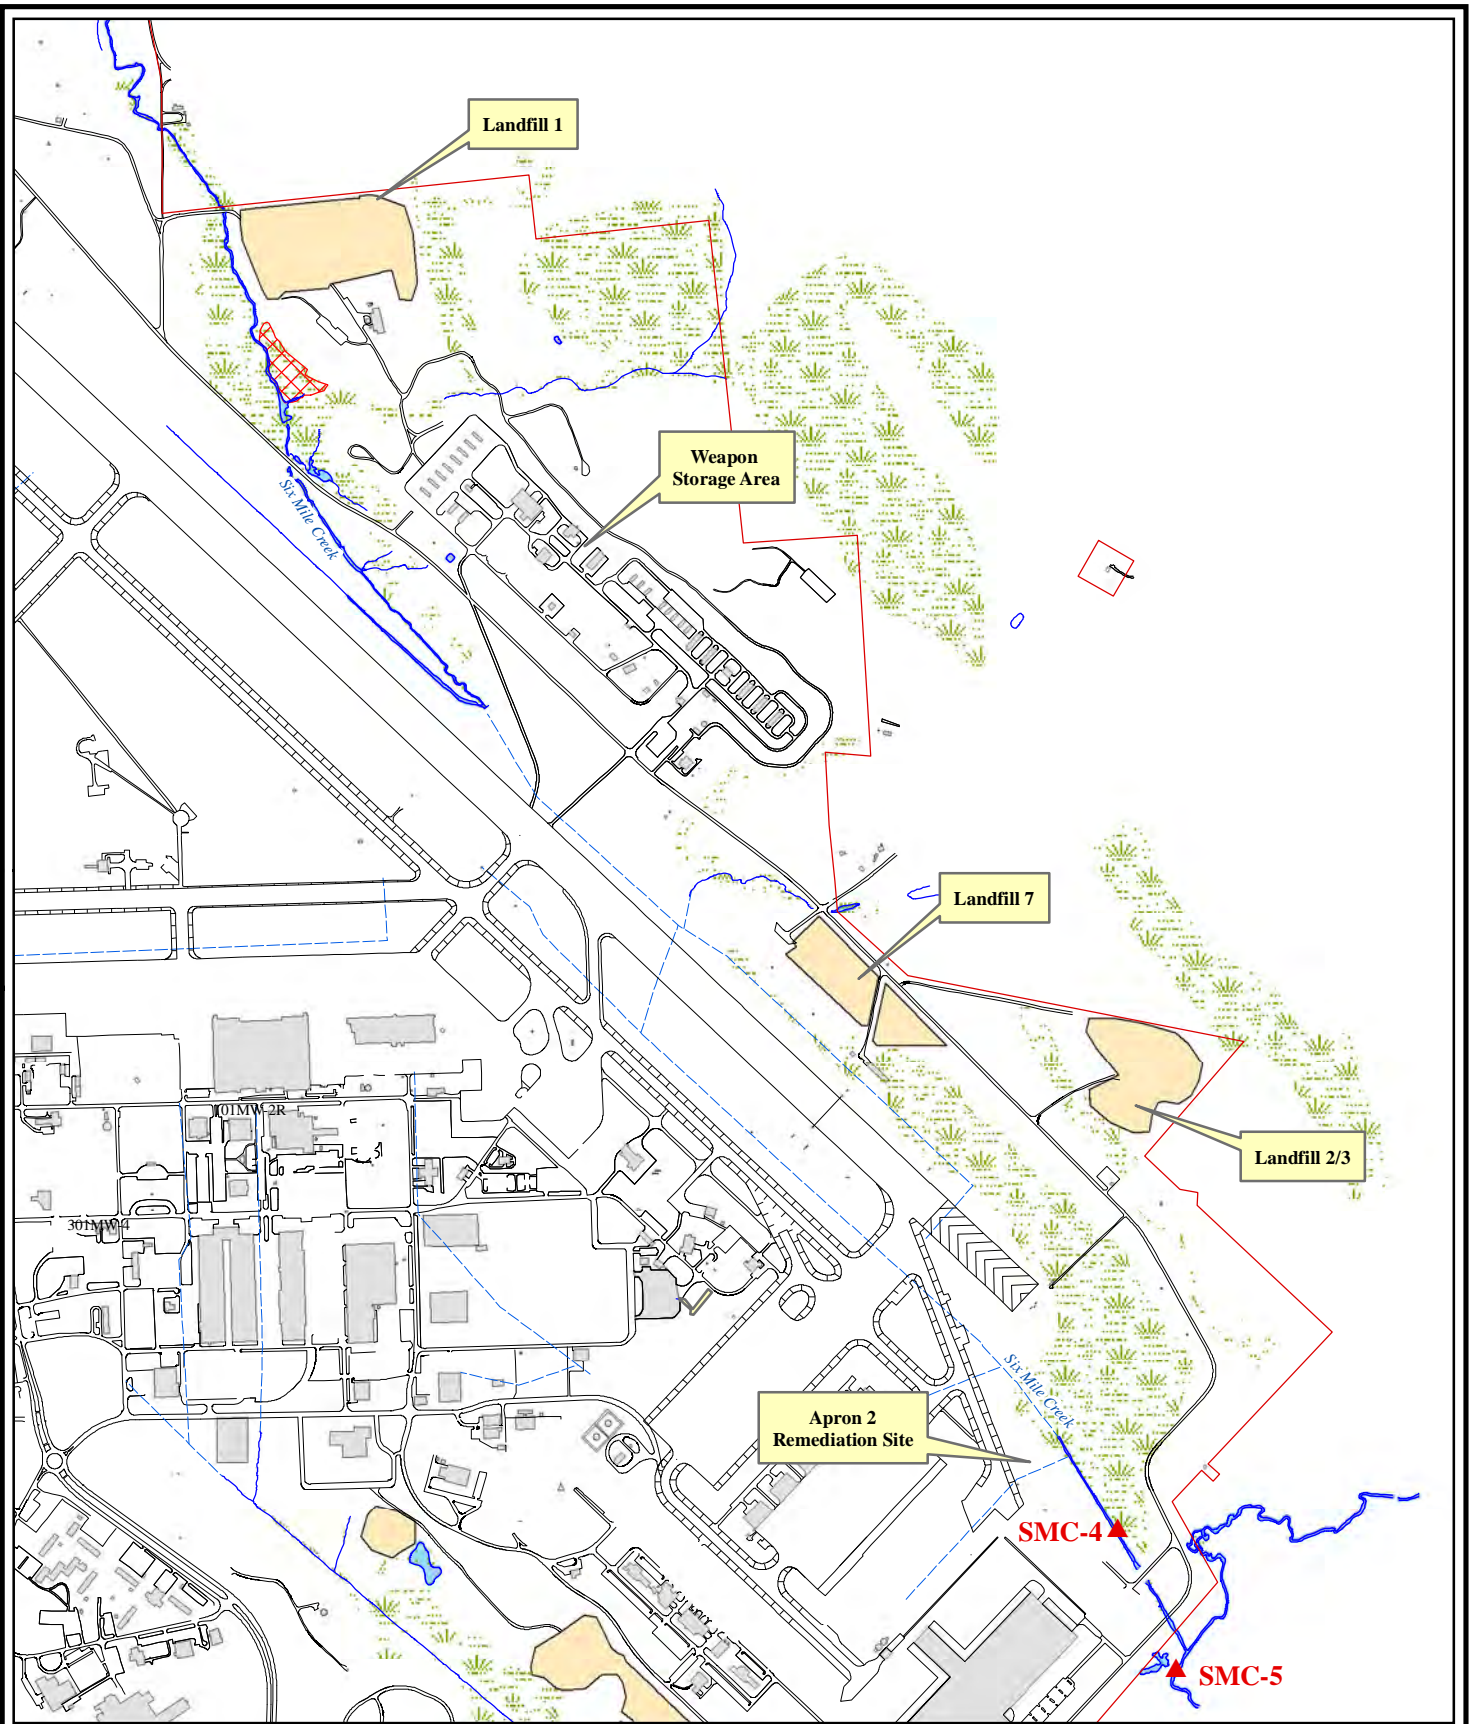 Landfill 1
Weapon
Storage Area
Six Mile Creek
Landfill 7
101MW-2R
Landfill 2/3
301MW-4
Six Mile Creek
Apron 2
Remediation Site
SMC-4
SMC-5